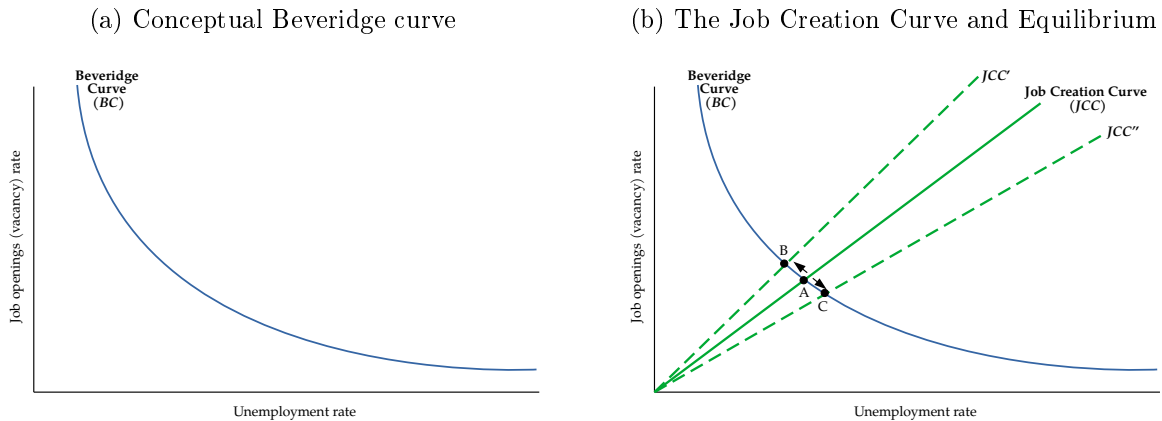 (a) Conceptual Beveridge curve
Beveridge
Curve
(BC)
Job openings (vacancy) rate
Unemployment rate
(b) The Job Creation Curve and Equilibrium
Beveridge
Curve
(BC)
JCC'
Job Creation Curve
(JCC)
JCC"
B
A
C
Job openings (vacancy) rate
Unemployment rate